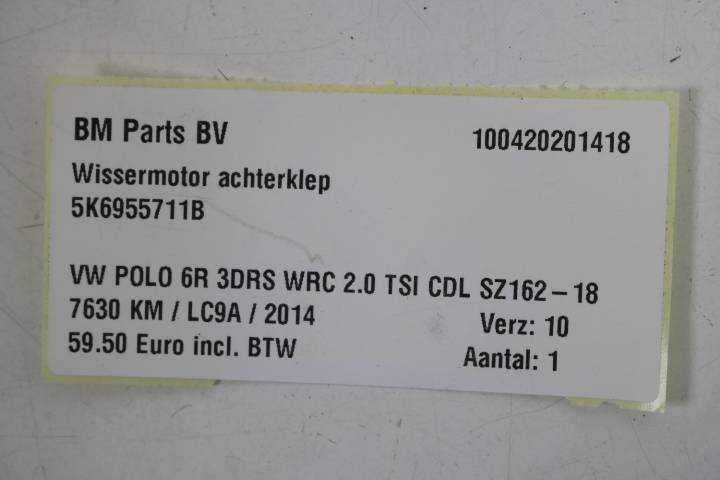 BM Parts BV 100420201418
Wissermotor achterklep
5K6955711B
VW POLO 6R 3DRS WRC 2.0 TSI CDL SZ162-18
7630 KM / LC9A / 2014 Verz: 10
59.50 Euro incl. BTW Aantal: 1